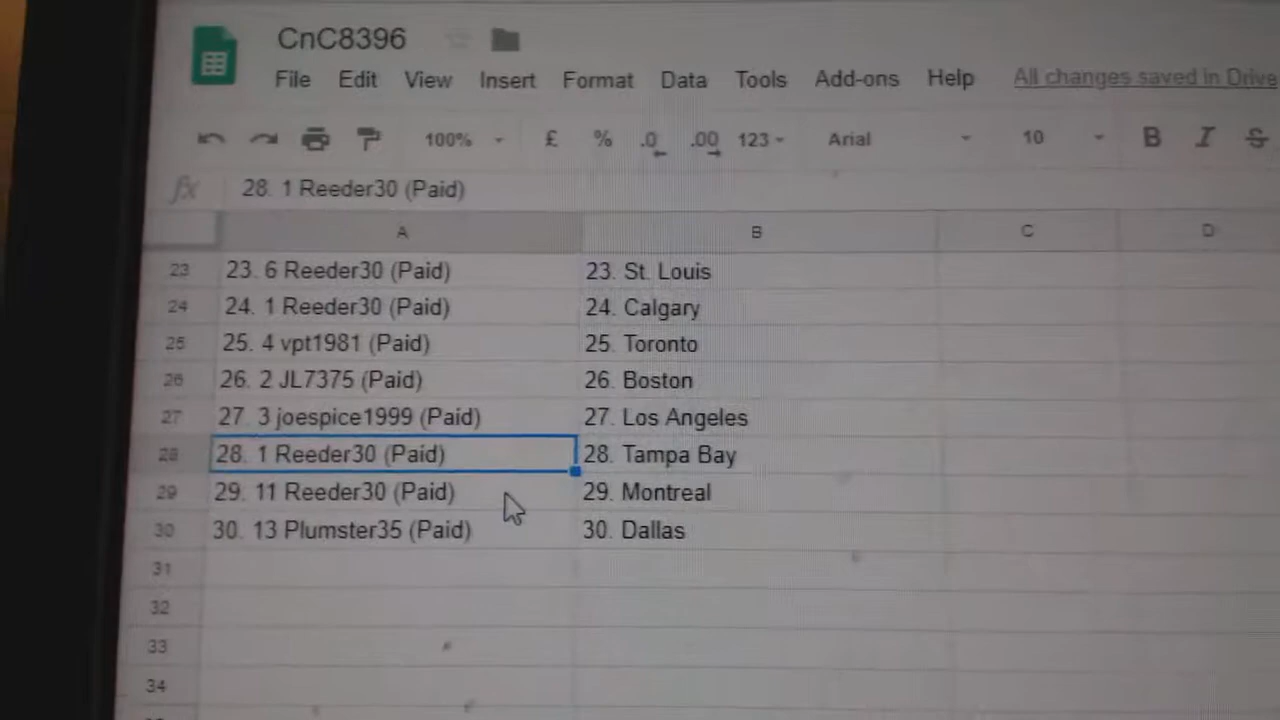 CnC8396
File Edit View Insert Format Data Tools Add-ons Help All changes saved in Drive
100% £ % .0 .00 123 Arial 10 B I S
fx 28. 1 Reeder30 (Paid)
A B C D
23 23. 6 Reeder30 (Paid) 23. St. Louis
24 24. 1 Reeder30 (Paid) 24. Calgary
25 25. 4 vpt1981 (Paid) 25. Toronto
26 26. 2 JL7375 (Paid) 26. Boston
27 27. 3 joespice1999 (Paid) 27. Los Angeles
28 28. 1 Reeder30 (Paid) 28. Tampa Bay
29 29. 11 Reeder30 (Paid) 29. Montreal
30 30. 13 Plumster35 (Paid) 30. Dallas
31
32
33
34